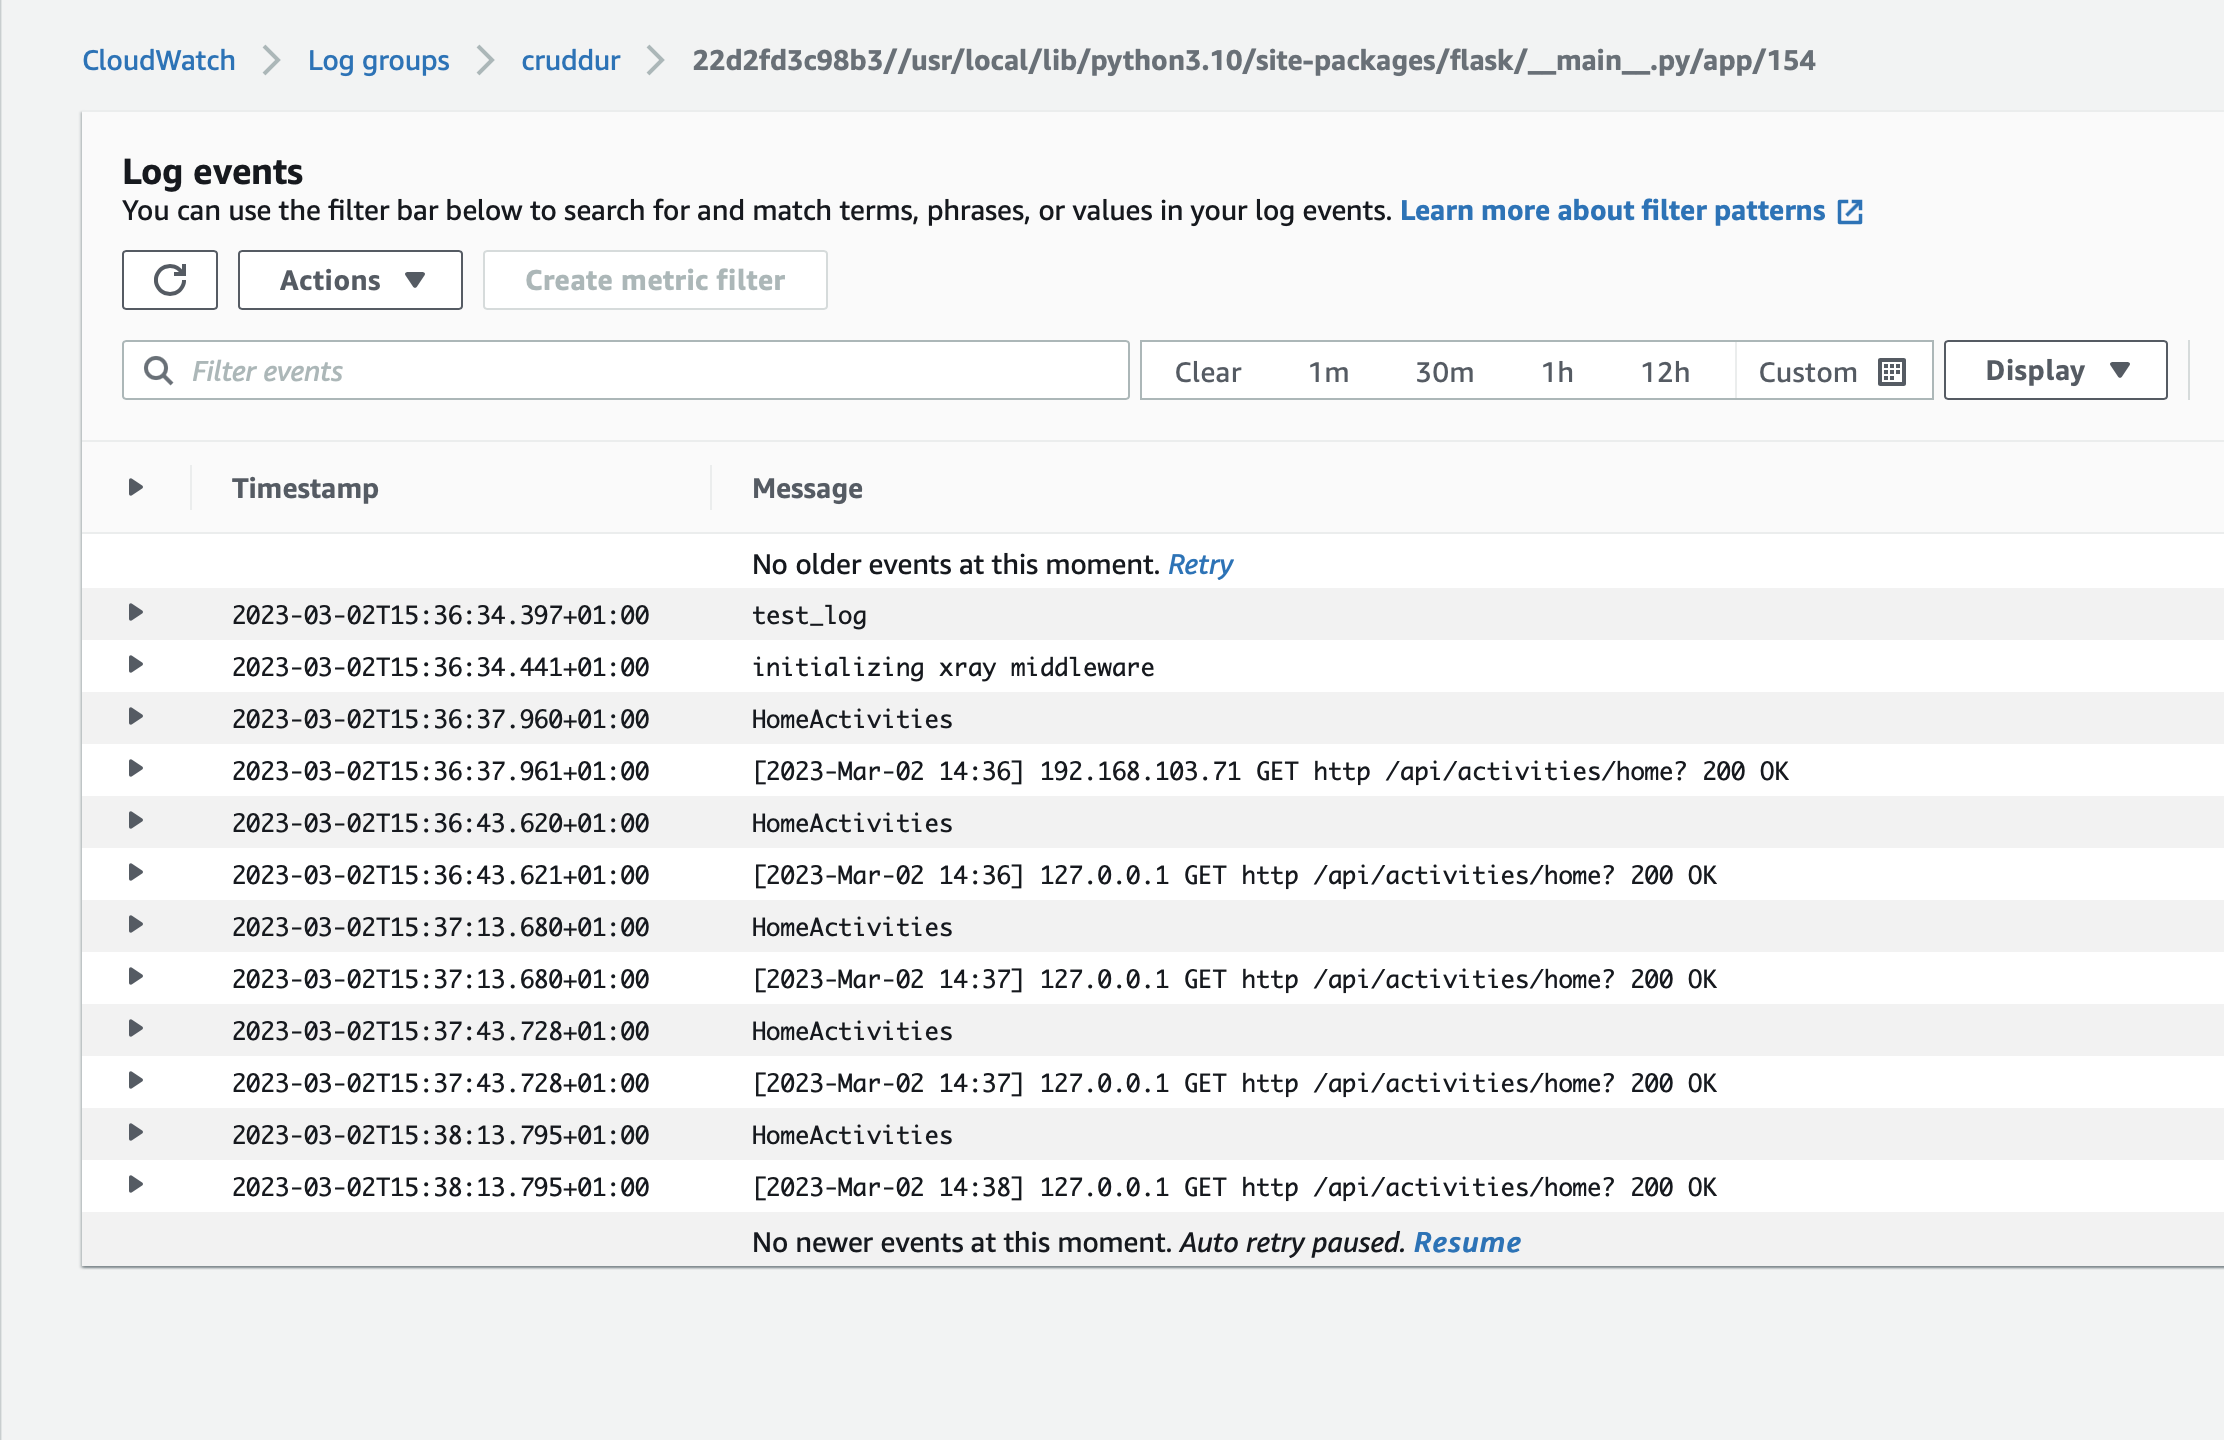 CloudWatch > Log groups > cruddur > 22d2fd3c98b3//usr/local/lib/python3.10/site-packages/flask/__main__.py/app/154
Log events
You can use the filter bar below to search for and match terms, phrases, or values in your log events. Learn more about filter patterns
Actions Create metric filter
Filter events Clear 1m 30m 1h 12h Custom Display
Timestamp Message
No older events at this moment. Retry
2023-03-02T15:36:34.397+01:00 test_log
2023-03-02T15:36:34.441+01:00 initializing xray middleware
2023-03-02T15:36:37.960+01:00 HomeActivities
2023-03-02T15:36:37.961+01:00 [2023-Mar-02 14:36] 192.168.103.71 GET http /api/activities/home? 200 OK
2023-03-02T15:36:43.620+01:00 HomeActivities
2023-03-02T15:36:43.621+01:00 [2023-Mar-02 14:36] 127.0.0.1 GET http /api/activities/home? 200 OK
2023-03-02T15:37:13.680+01:00 HomeActivities
2023-03-02T15:37:13.680+01:00 [2023-Mar-02 14:37] 127.0.0.1 GET http /api/activities/home? 200 OK
2023-03-02T15:37:43.728+01:00 HomeActivities
2023-03-02T15:37:43.728+01:00 [2023-Mar-02 14:37] 127.0.0.1 GET http /api/activities/home? 200 OK
2023-03-02T15:38:13.795+01:00 HomeActivities
2023-03-02T15:38:13.795+01:00 [2023-Mar-02 14:38] 127.0.0.1 GET http /api/activities/home? 200 OK
No newer events at this moment. Auto retry paused. Resume